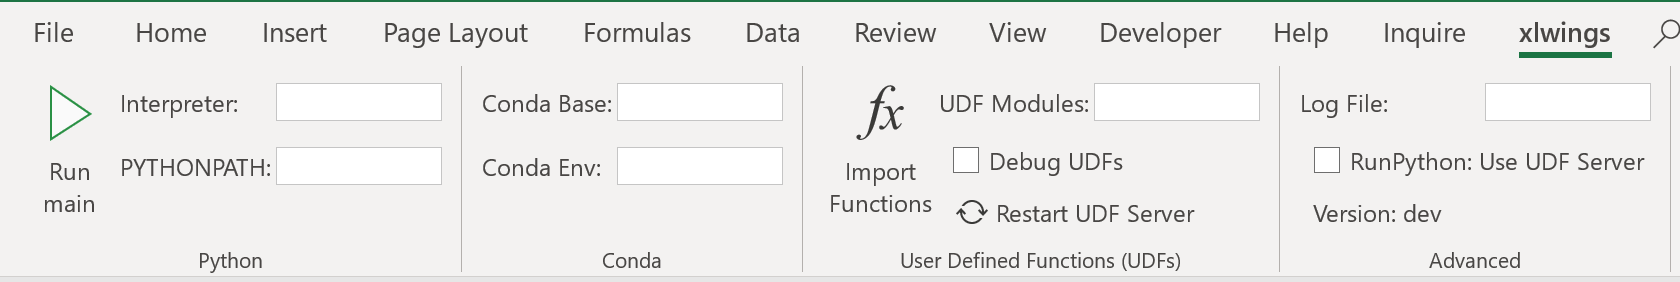 File Home Insert Page Layout Formulas Data Review View Developer Help Inquire xlwings
Run
main
Interpreter:
PYTHONPATH:
Python
Conda Base:
Conda Env:
Conda
fx
Import
Functions
UDF Modules:
Debug UDFs
Restart UDF Server
User Defined Functions (UDFs)
Log File:
RunPython: Use UDF Server
Version: dev
Advanced